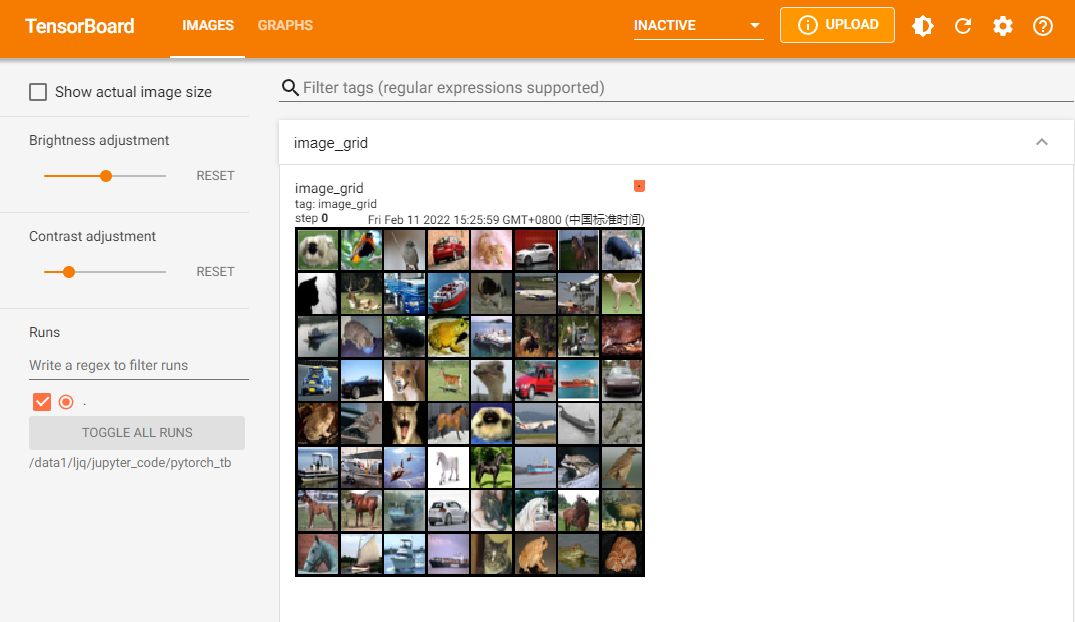 TensorBoard
IMAGES
GRAPHS
INACTIVE
UPLOAD
Show actual image size
Brightness adjustment
RESET
Contrast adjustment
RESET
Runs
Write a regex to filter runs
.
TOGGLE ALL RUNS
/data1/ljq/jupyter_code/pytorch_tb
Filter tags (regular expressions supported)
image_grid
image_grid
tag: image_grid
step 0
Fri Feb 11 2022 15:25:59 GMT+0800 (中国标准时间)